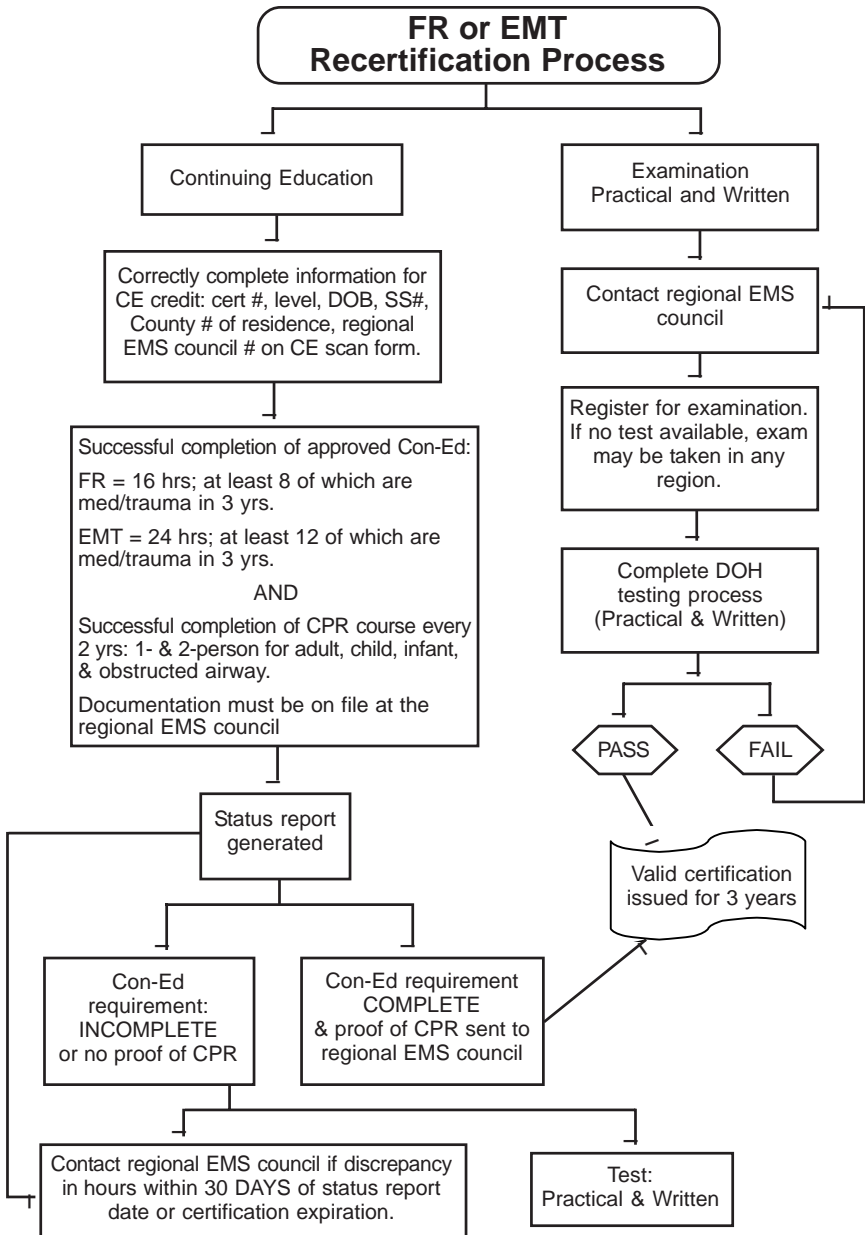 FR or EMT
Recertification Process
Continuing Education
Correctly complete information for
CE credit: cert #, level, DOB, SS#,
County # of residence, regional
EMS council # on CE scan form.
Successful completion of approved Con-Ed:
FR = 16 hrs; at least 8 of which are
med/trauma in 3 yrs.
EMT = 24 hrs; at least 12 of which are
med/trauma in 3 yrs.
AND
Successful completion of CPR course every
2 yrs: 1- & 2-person for adult, child, infant,
& obstructed airway.
Documentation must be on file at the
regional EMS council
Status report
generated
Con-Ed
requirement:
INCOMPLETE
or no proof of CPR
Con-Ed requirement
COMPLETE
& proof of CPR sent to
regional EMS council
Contact regional EMS council if discrepancy
in hours within 30 DAYS of status report
date or certification expiration.
Test:
Practical & Written
Examination
Practical and Written
Contact regional EMS
council
Register for examination.
If no test available, exam
may be taken in any
region.
Complete DOH
testing process
(Practical & Written)
PASS
FAIL
Valid certification
issued for 3 years